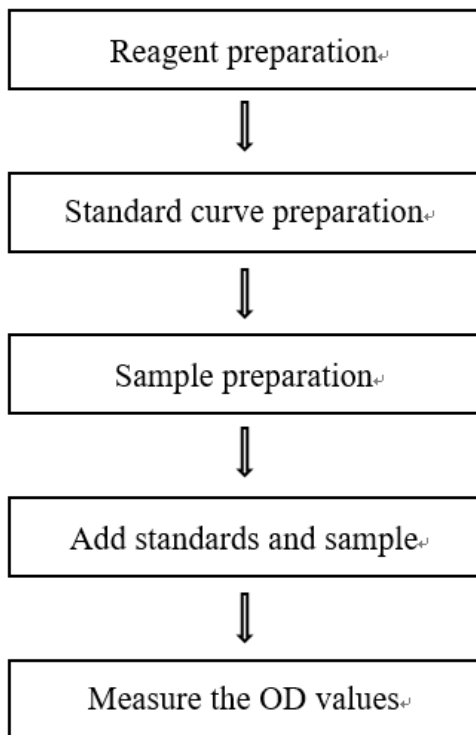 Reagent preparation
Standard curve preparation
Sample preparation
Add standards and sample
Measure the OD values